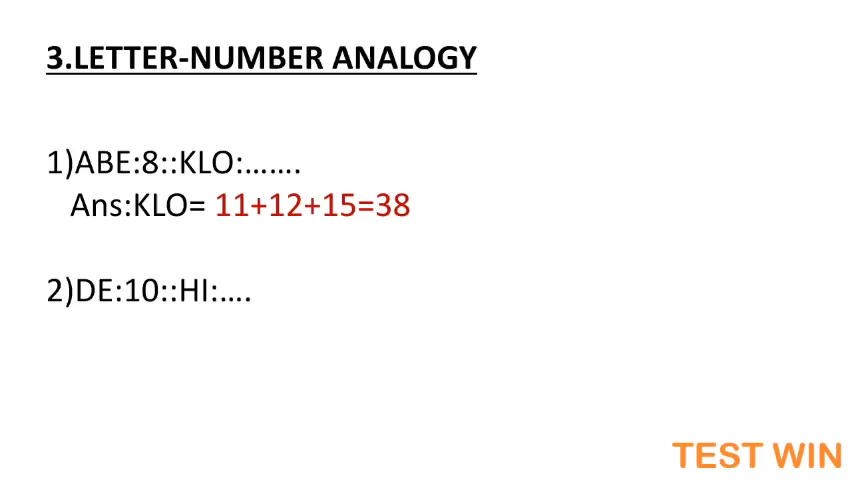 3.LETTER-NUMBER ANALOGY
1)ABE:8::KLO:…….
Ans:KLO= 11+12+15=38
2)DE:10::HI:….
TEST WIN